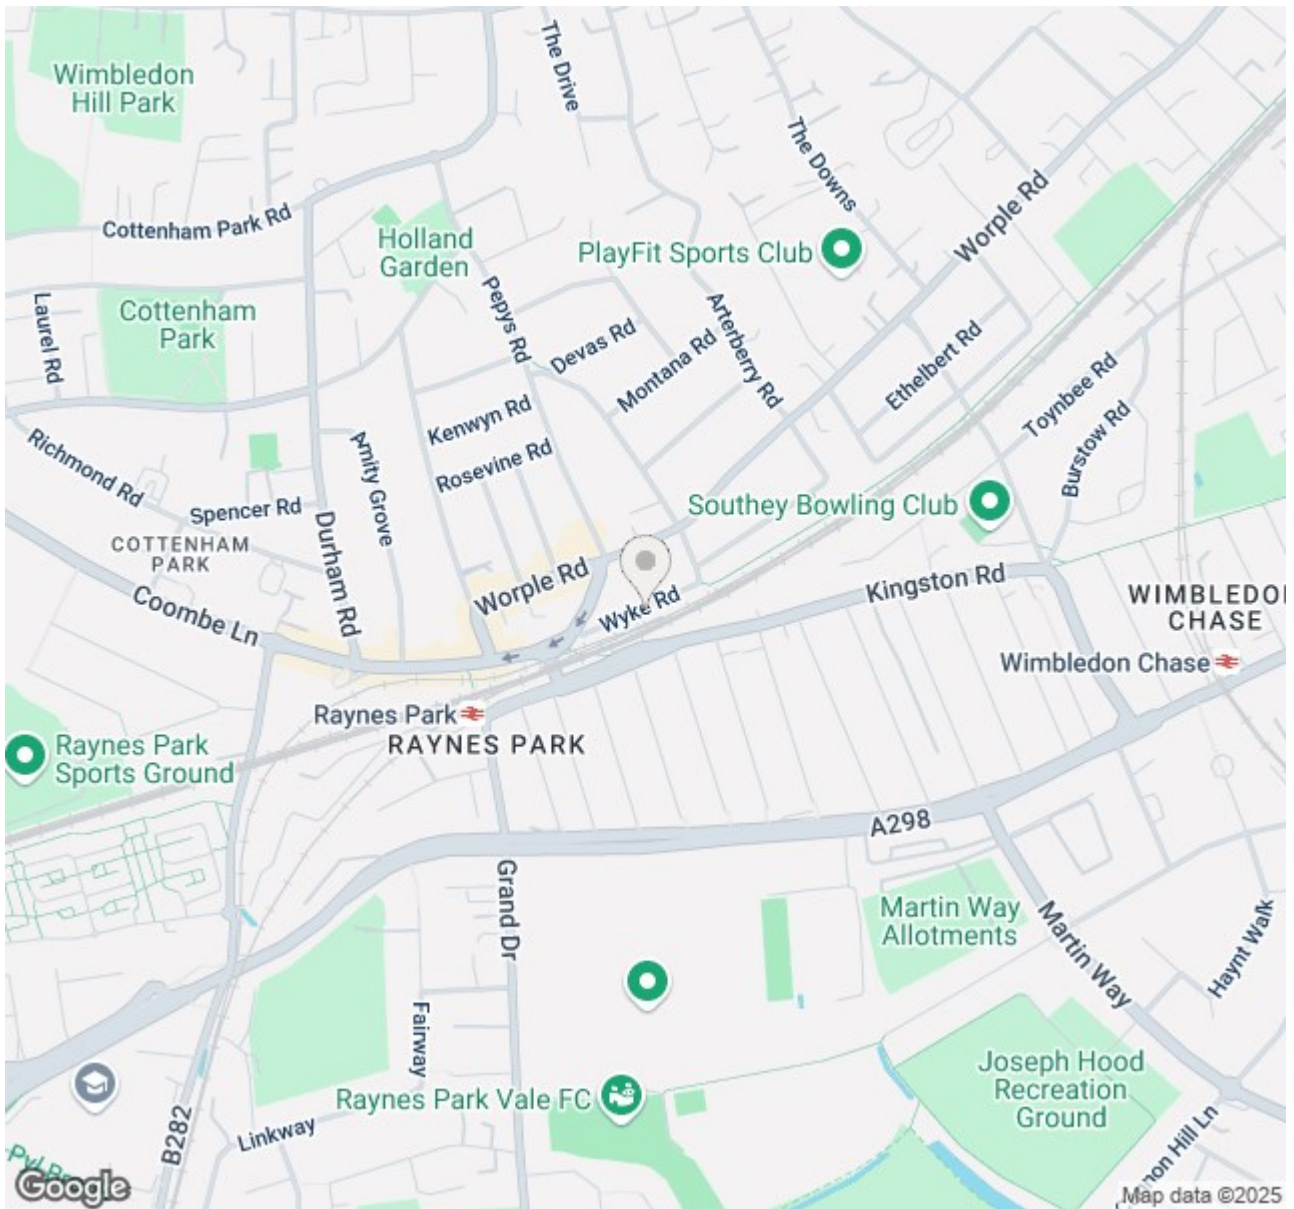 The Drive
Wimbledon
Hill Park
The Downs
Worple Rd
Cottenham Park Rd
Holland
Garden
PlayFit Sports Club
Laurel Rd
Cottenham
Park
Pepys Rd
Devas Rd
Montana Rd
Arterberry Rd
Ethelbert Rd
Toynbee Rd
Burstow Rd
Kenwyn Rd
Rosevine Rd
Richmond Rd
Amity Grove
Spencer Rd
Durham Rd
COTTENHAM
PARK
Southey Bowling Club
Coombe Ln
Worple Rd
Wyke Rd
Kingston Rd
WIMBLEDO
CHASE
Wimbledon Chase
Raynes Park
RAYNES PARK
Raynes Park
Sports Ground
A298
Grand Dr
Martin Way
Allotments
Martin Way
Haynt Walk
Fairway
Joseph Hood
Recreation
Ground
Raynes Park Vale FC
Linkway
B282
non Hill Ln
Google
Map data ©2025